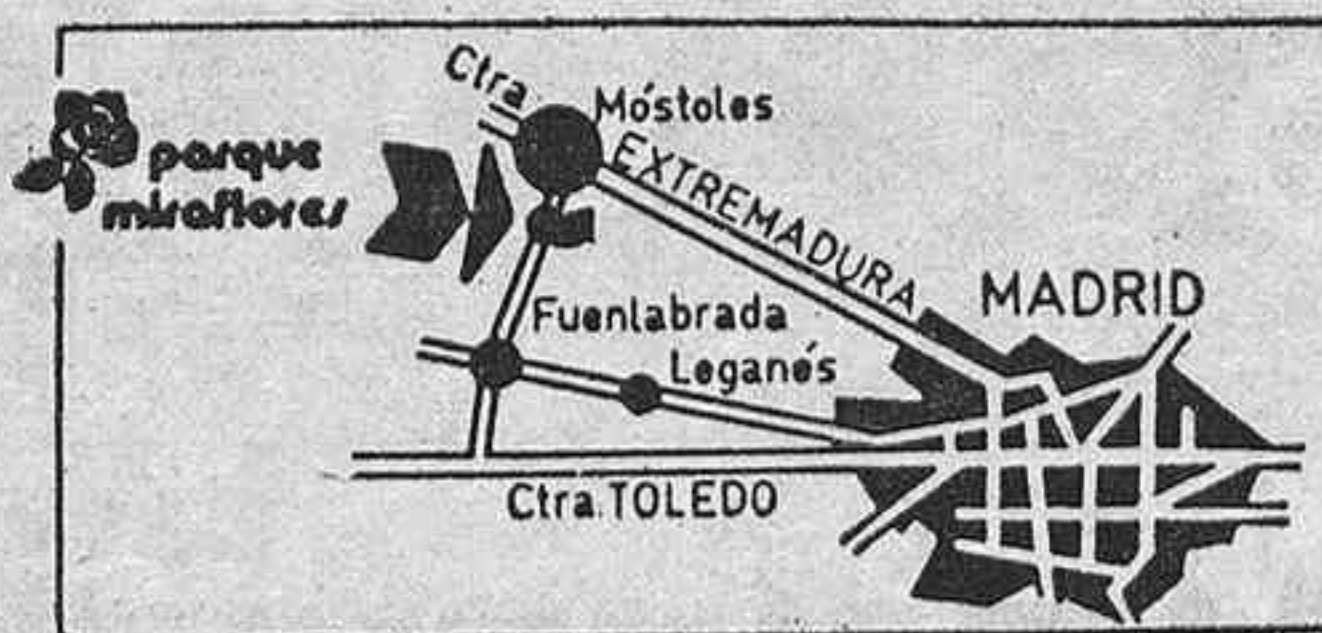 parque
miraflores
Ctra
Móstoles
EXTREMADURA
MADRID
Fuenlabrada
Leganés
Ctra. TOLEDO